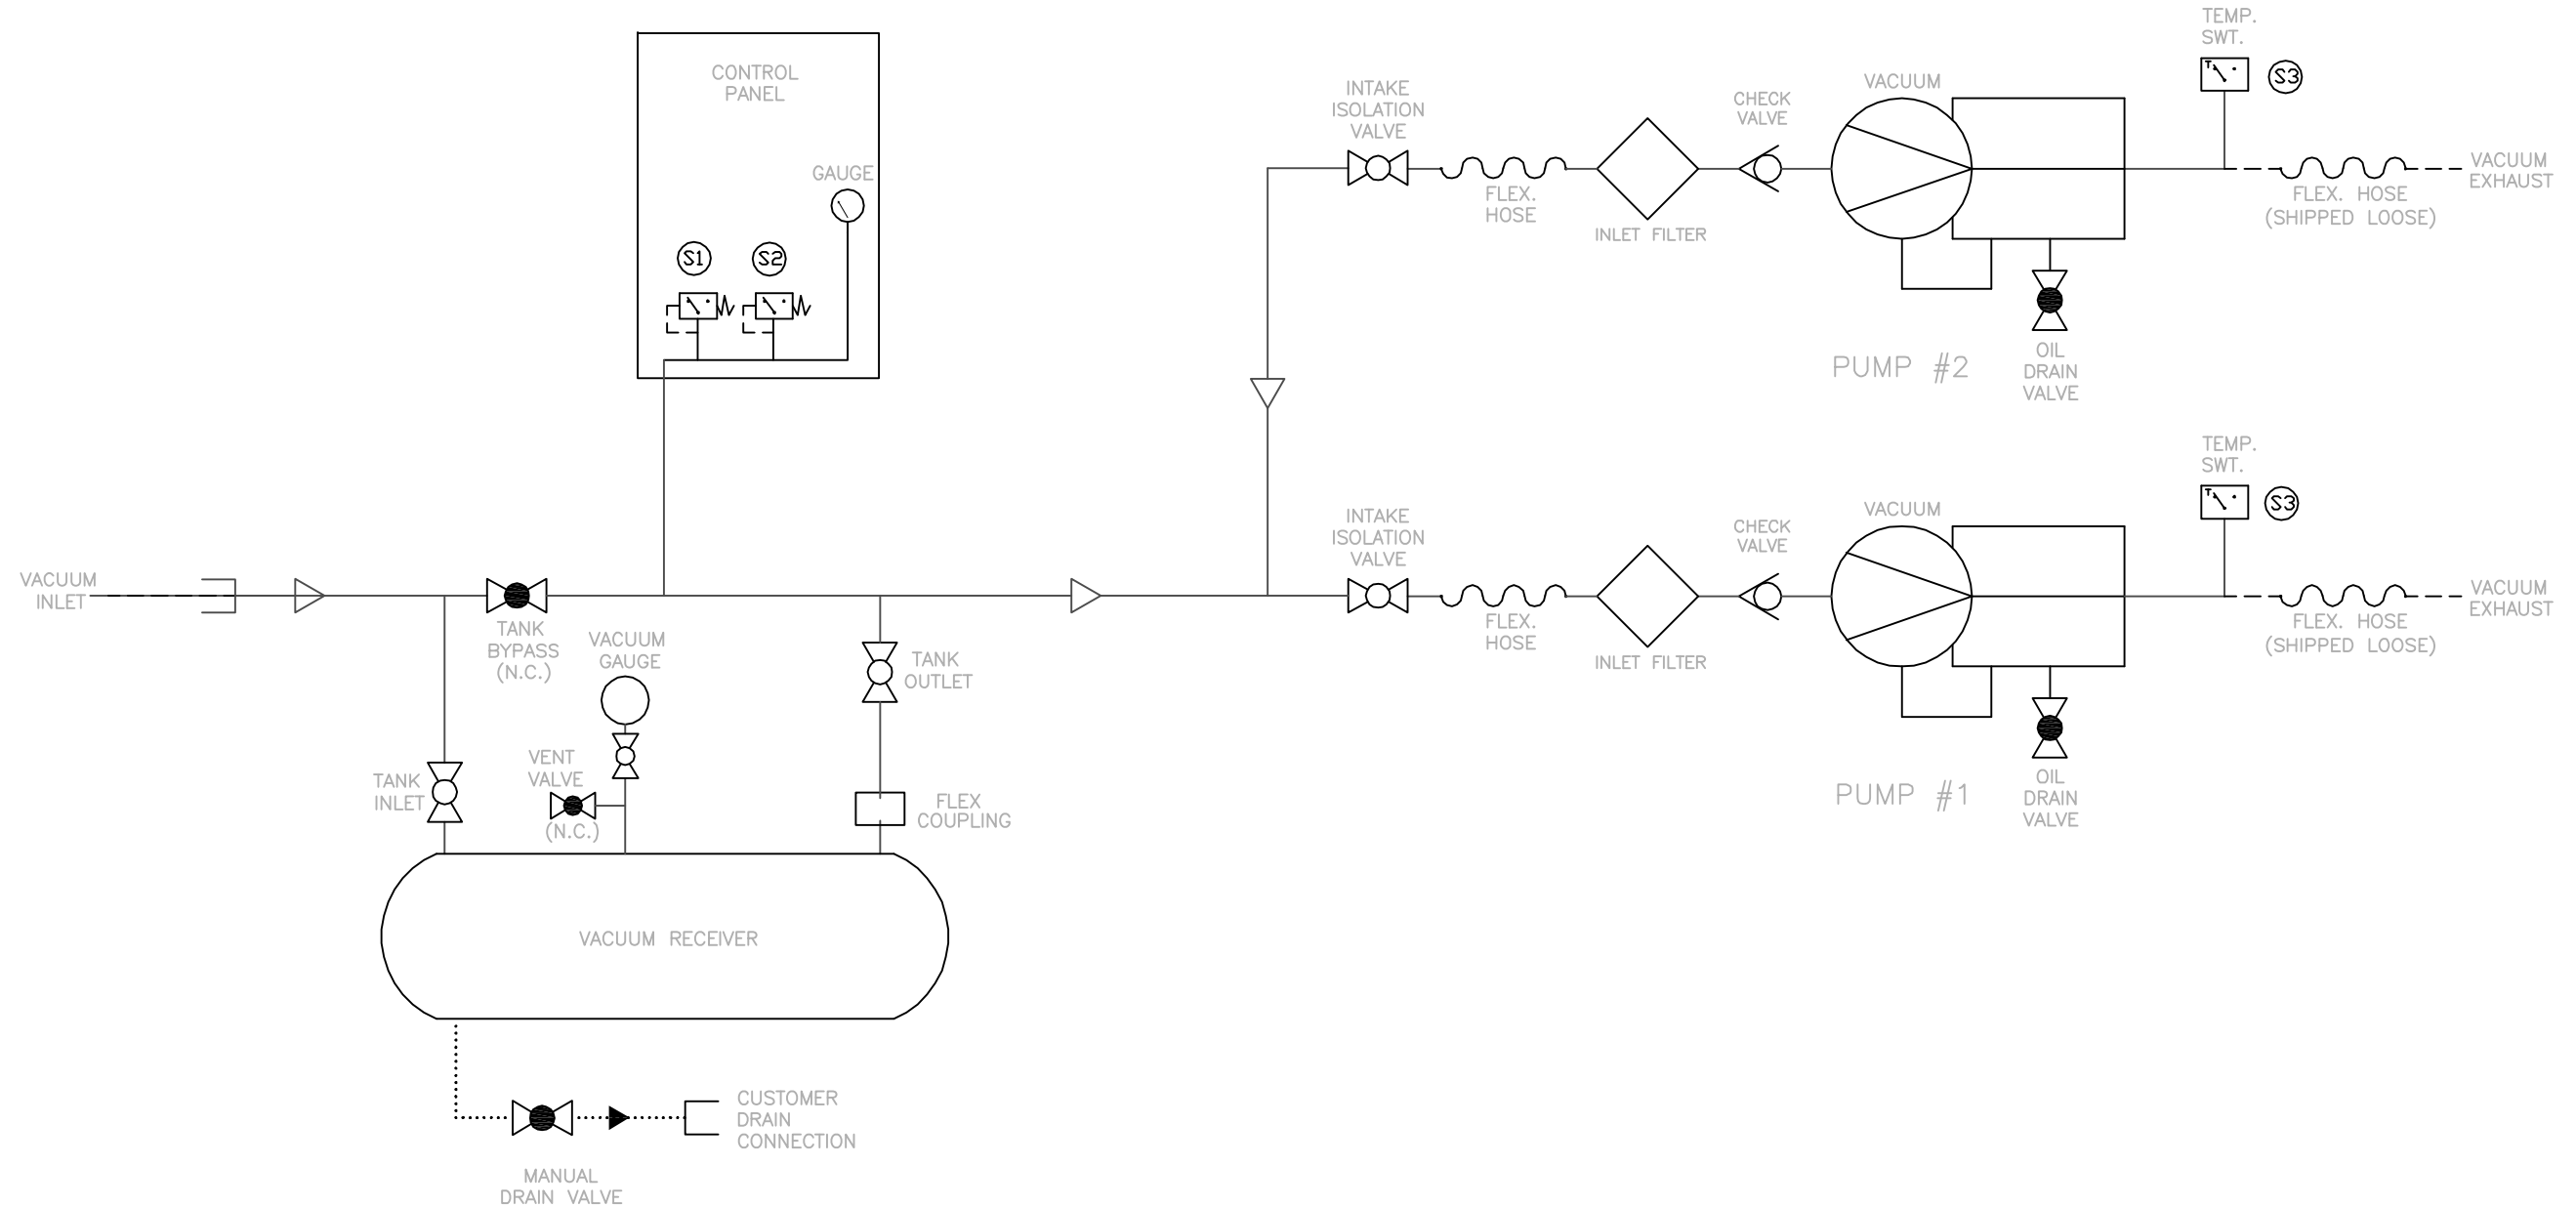 CONTROL
PANEL
GAUGE
S1
S2
INTAKE
ISOLATION
VALVE
FLEX.
HOSE
INLET FILTER
CHECK
VALVE
VACUUM
TEMP.
SWT.
T
S3
VACUUM
EXHAUST
FLEX. HOSE
(SHIPPED LOOSE)
OIL
DRAIN
VALVE
PUMP #2
VACUUM
INLET
TANK
BYPASS
(N.C.)
VACUUM
GAUGE
TANK
OUTLET
VENT
VALVE
(N.C.)
TANK
INLET
FLEX
COUPLING
INTAKE
ISOLATION
VALVE
FLEX.
HOSE
INLET FILTER
CHECK
VALVE
VACUUM
TEMP.
SWT.
T
S3
VACUUM
EXHAUST
FLEX. HOSE
(SHIPPED LOOSE)
OIL
DRAIN
VALVE
PUMP #1
VACUUM RECEIVER
CUSTOMER
DRAIN
CONNECTION
MANUAL
DRAIN VALVE